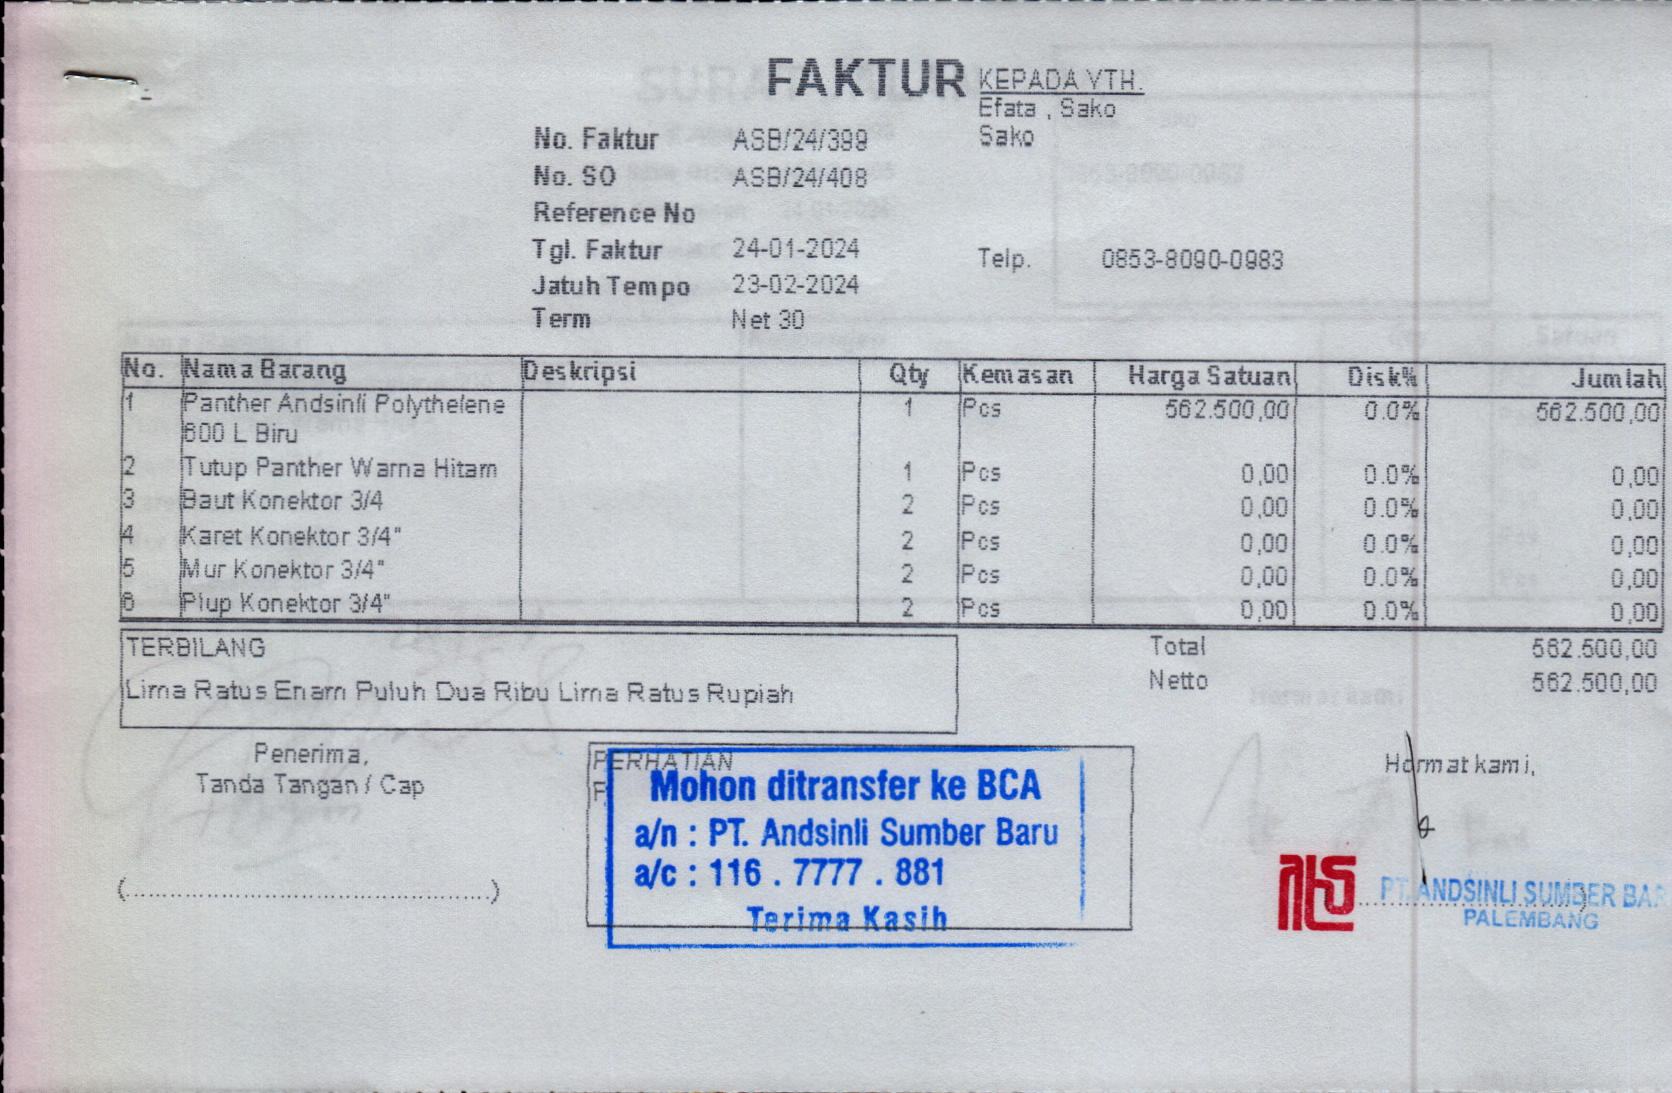 FAKTUR
KEPADA YTH.
Efata , Sako
Sako
No. Faktur ASB/24/399
No. SO ASB/24/408
Reference No
Tgl. Faktur 24-01-2024
Telp. 0853-8090-0983
Jatuh Tempo 23-02-2024
Term Net 30
No. Nama Barang Deskripsi Qty Kemasan Harga Satuan Disk% Jumlah
1 Panther Andsinli Polythelene 1 Pcs 562.500,00 0.0% 562.500,00
600 L Biru
2 Tutup Panther Warna Hitam 1 Pcs 0,00 0.0% 0,00
3 Baut Konektor 3/4 2 Pcs 0,00 0.0% 0,00
4 Karet Konektor 3/4" 2 Pcs 0,00 0.0% 0,00
5 Mur Konektor 3/4" 2 Pcs 0,00 0.0% 0,00
6 Plup Konektor 3/4" 2 Pcs 0,00 0.0% 0,00
TERBILANG
Lima Ratus Enam Puluh Dua Ribu Lima Ratus Rupiah
Total 562.500,00
Netto 562.500,00
Penerima,
Tanda Tangan / Cap
(................................................)
PERHATIAN
Mohon ditransfer ke BCA
a/n : PT. Andsinli Sumber Baru
a/c : 116 . 7777 . 881
Terima Kasih
Hormat kami,
PT. ANDSINLI SUMBER BAR
PALEMBANG